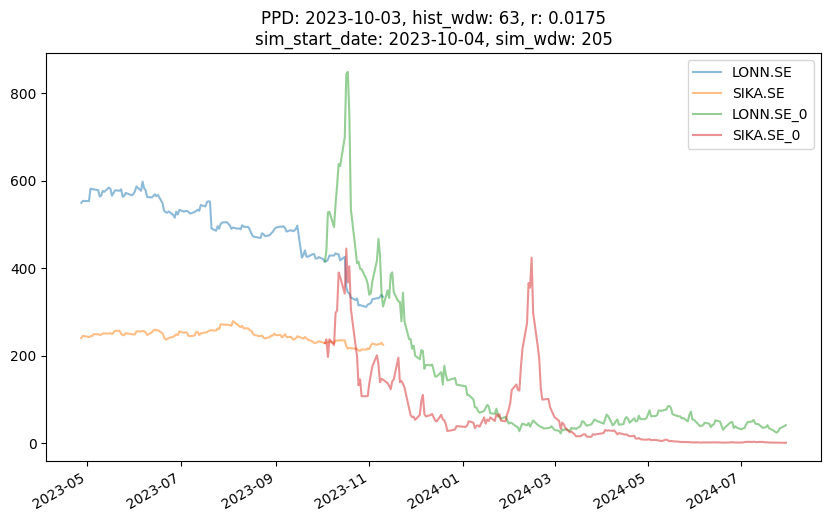 PPD: 2023-10-03, hist_wdw: 63, r: 0.0175
sim_start_date: 2023-10-04, sim_wdw: 205
LONN.SE
SIKA.SE
LONN.SE_0
SIKA.SE_0
800
600
400
200
0
2023-05
2023-07
2023-09
2023-11
2024-01
2024-03
2024-05
2024-07